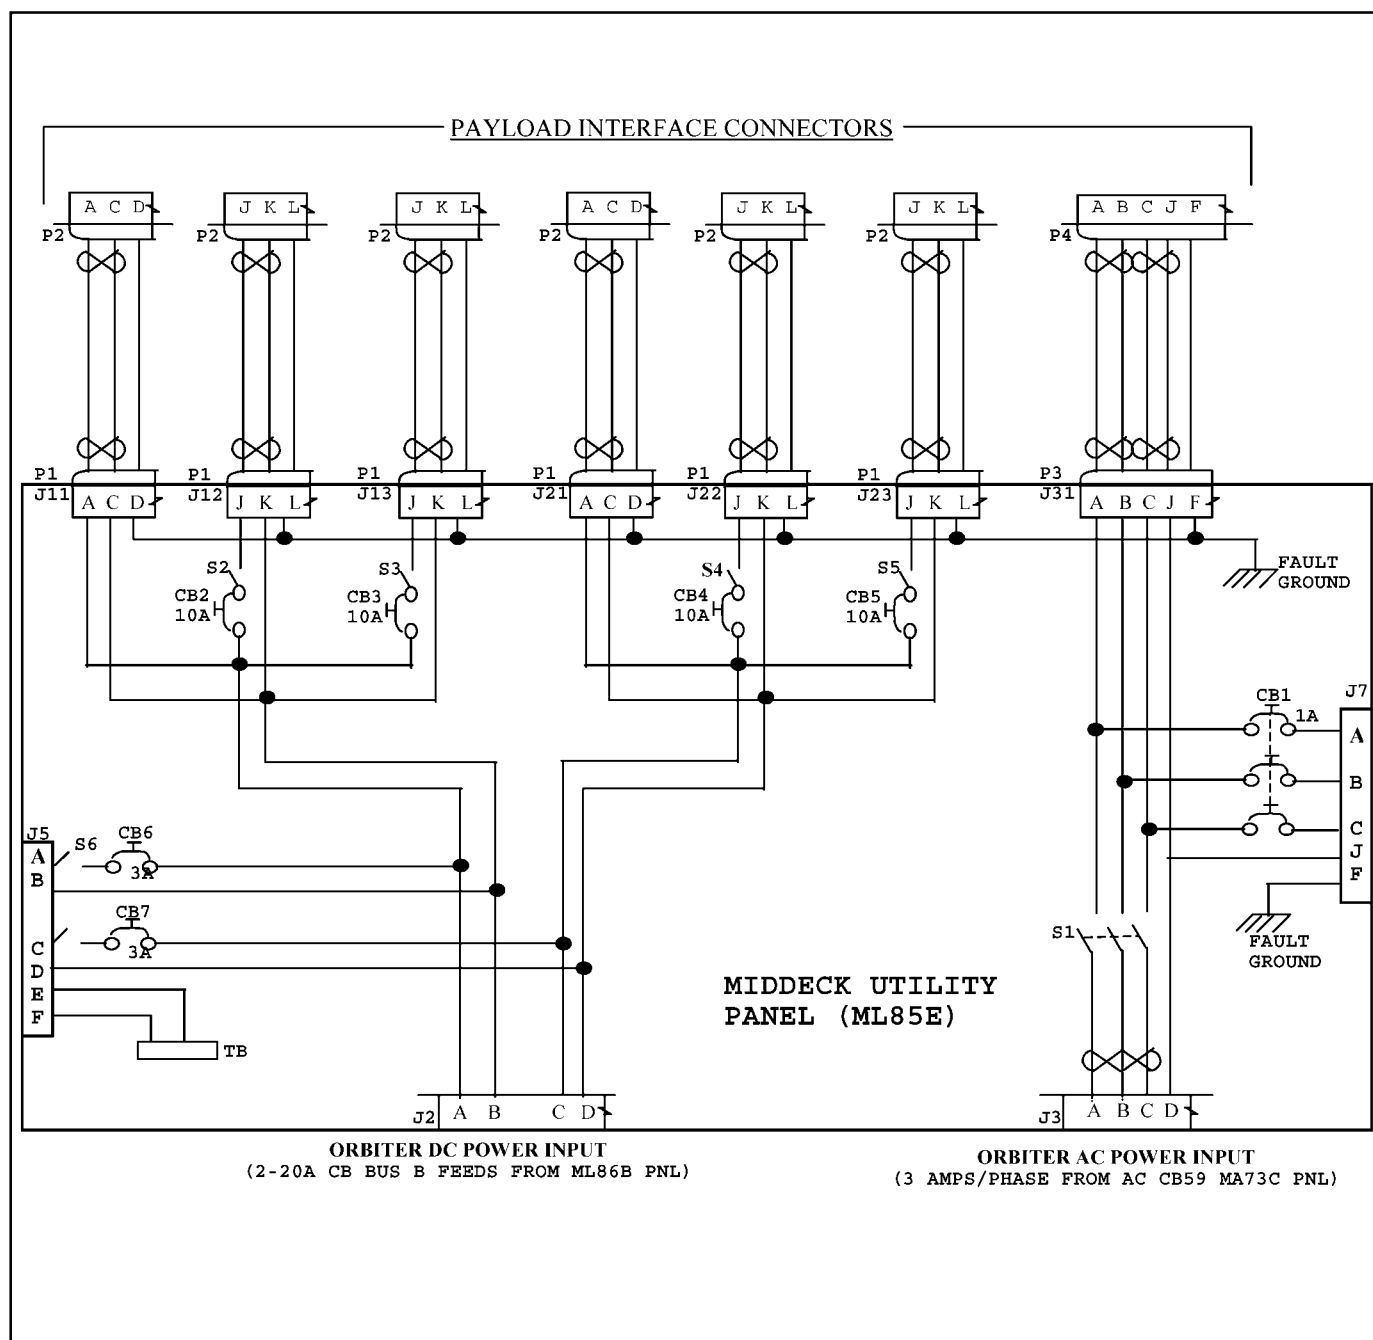 PAYLOAD INTERFACE CONNECTORS
A C D J K L J K L A C D J K L J K L A B C J F
P2 P2 P2 P2 P2 P2 P4
P1 P1 P1 P1 P1 P1 P3
J11 J12 J13 J21 J22 J23 J31
A C D J K L J K L A C D J K L J K L A B C J F
S2 S3 S4 S5
FAULT
GROUND
CB2 CB3 CB4 CB5
10A 10A 10A 10A
J7
CB1
1A
A
B
C
J
F
J5
S6
CB6
A
3A
B
CB7
C
3A
D
E
F
TB
S1
FAULT
GROUND
MIDDECK UTILITY
PANEL (ML85E)
J2 A B C D
J3 A B C D
ORBITER DC POWER INPUT
(2-20A CB BUS B FEEDS FROM ML86B PNL)
ORBITER AC POWER INPUT
(3 AMPS/PHASE FROM AC CB59 MA73C PNL)